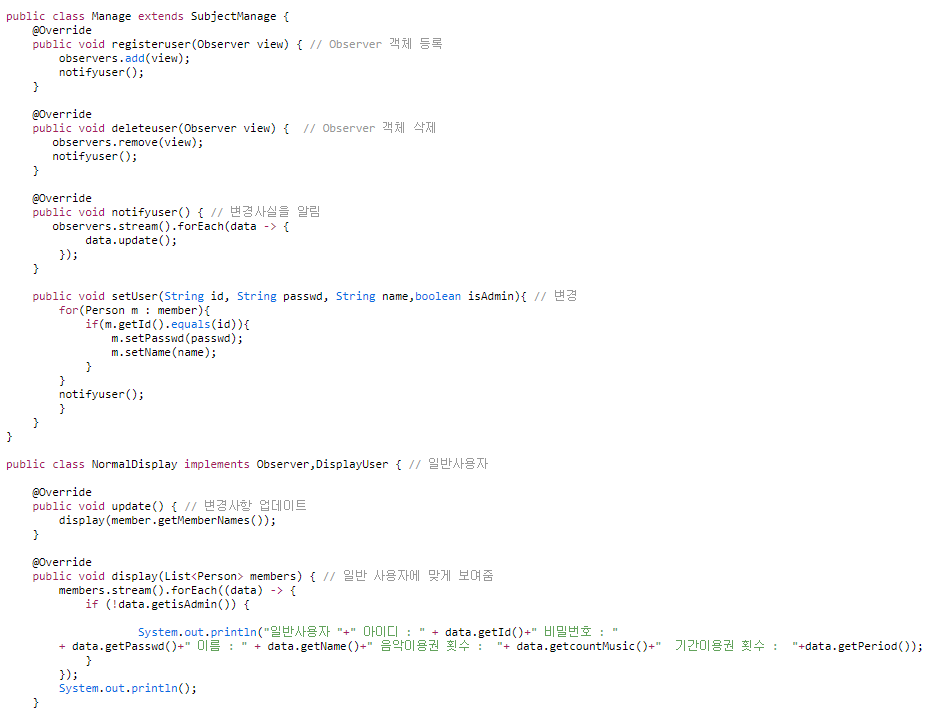 public class Manage extends SubjectManage {
    @Override
    public void registeruser(Observer view) { // Observer 객체 등록
        observers.add(view);
        notifyuser();
    }

    @Override
    public void deleteuser(Observer view) {  // Observer 객체 삭제
       observers.remove(view);
       notifyuser();
    }

    @Override
    public void notifyuser() { // 변경사실을 알림
       observers.stream().forEach(data -> {
            data.update();
        });
    }

    public void setUser(String id, String passwd, String name,boolean isAdmin){ // 변경
        for(Person m : member){
            if(m.getId().equals(id)){
                m.setPasswd(passwd);
                m.setName(name);
            }
        }
        notifyuser();
        }
    }
}

public class NormalDisplay implements Observer,DisplayUser { // 일반사용자

    @Override
    public void update() { // 변경사항 업데이트
        display(member.getMemberNames());
    }

    @Override
    public void display(List<Person> members) { // 일반 사용자에 맞게 보여줌
        members.stream().forEach((data) -> {
            if (!data.getisAdmin()) {

                    System.out.println("일반사용자 "+" 아이디 : " + data.getId()+" 비밀번호 : "
        + data.getPasswd()+" 이름 : " + data.getName()+" 음악이용권 횟수 :  "+ data.getcountMusic()+"  기간이용권 횟수 :  "+data.getPeriod());
            }
        });
        System.out.println();
    }